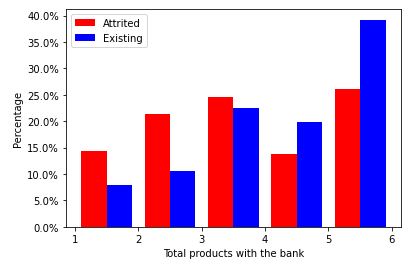 40.0%
35.0%
30.0%
25.0%
20.0%
15.0%
10.0%
5.0%
0.0%
Percentage
Attrited
Existing
1 2 3 4 5 6
Total products with the bank